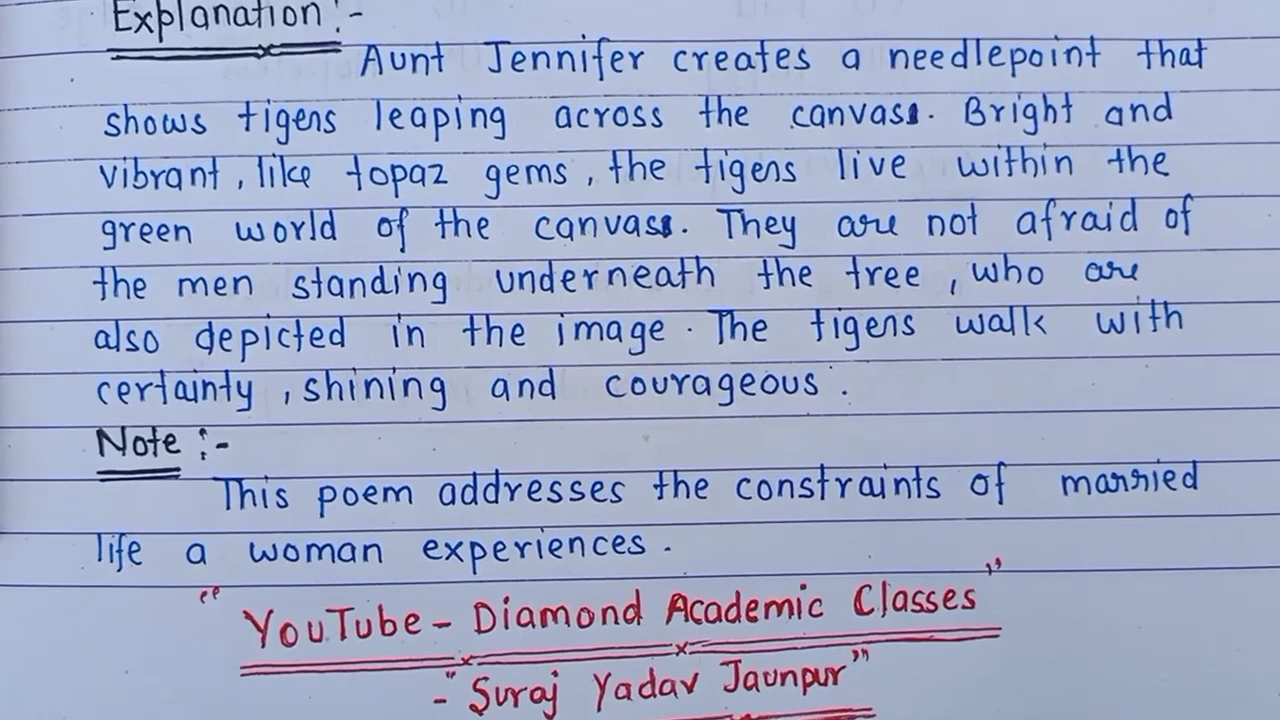 Explanation :-
Aunt Jennifer creates a needlepoint that
shows tigers leaping across the canvas. Bright and
vibrant, like topaz gems, the tigers live within the
green world of the canvas. They are not afraid of
the men standing underneath the tree, who are
also depicted in the image. The tigers walk with
certainty, shining and courageous.
Note :-
This poem addresses the constraints of married
life a woman experiences.
"YouTube - Diamond Academic Classes"
- "Suraj Yadav Jaunpur"